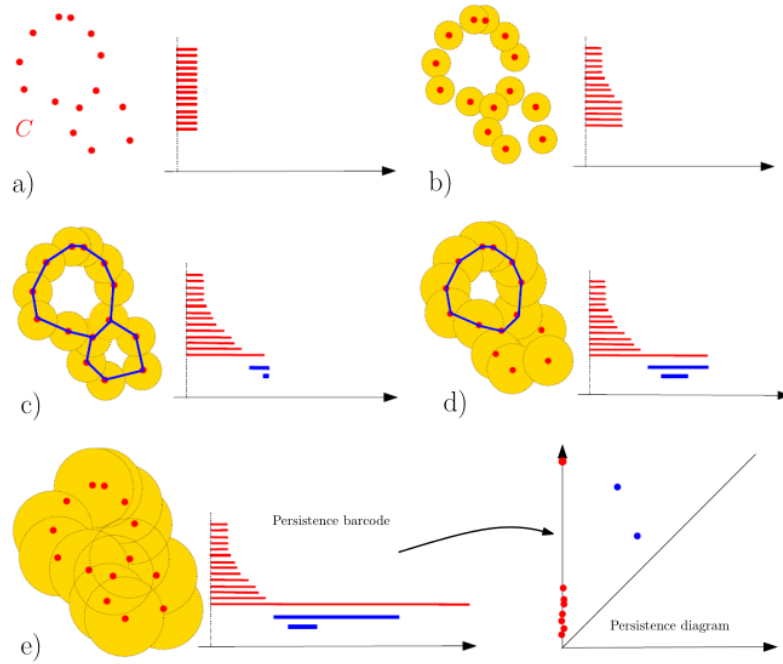 C
a)
b)
c)
d)
Persistence barcode
e)
Persistence diagram